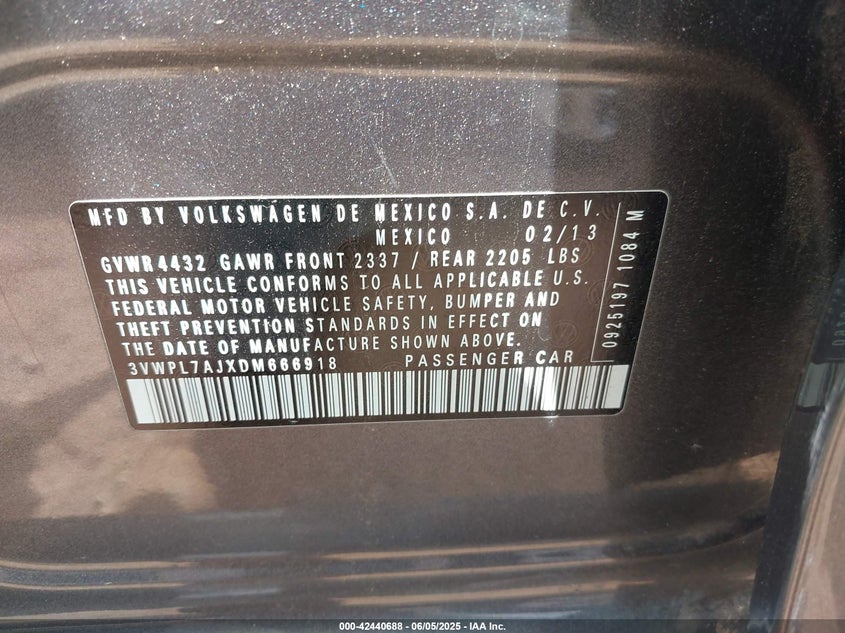 MFD BY VOLKSWAGEN DE MEXICO S.A. DE C.V.
MEXICO 02/13
GVWR4432 GAWR FRONT 2337 / REAR 2205 LBS
THIS VEHICLE CONFORMS TO ALL APPLICABLE U.S.
FEDERAL MOTOR VEHICLE SAFETY, BUMPER AND
THEFT PREVENTION STANDARDS IN EFFECT ON
THE DATE OF MANUFACTURE SHOWN ABOVE.
3VWPL7AJXDM666918 PASSENGER CAR
0925197 1084 M
000-42440688 - 06/05/2025 - IAA Inc.